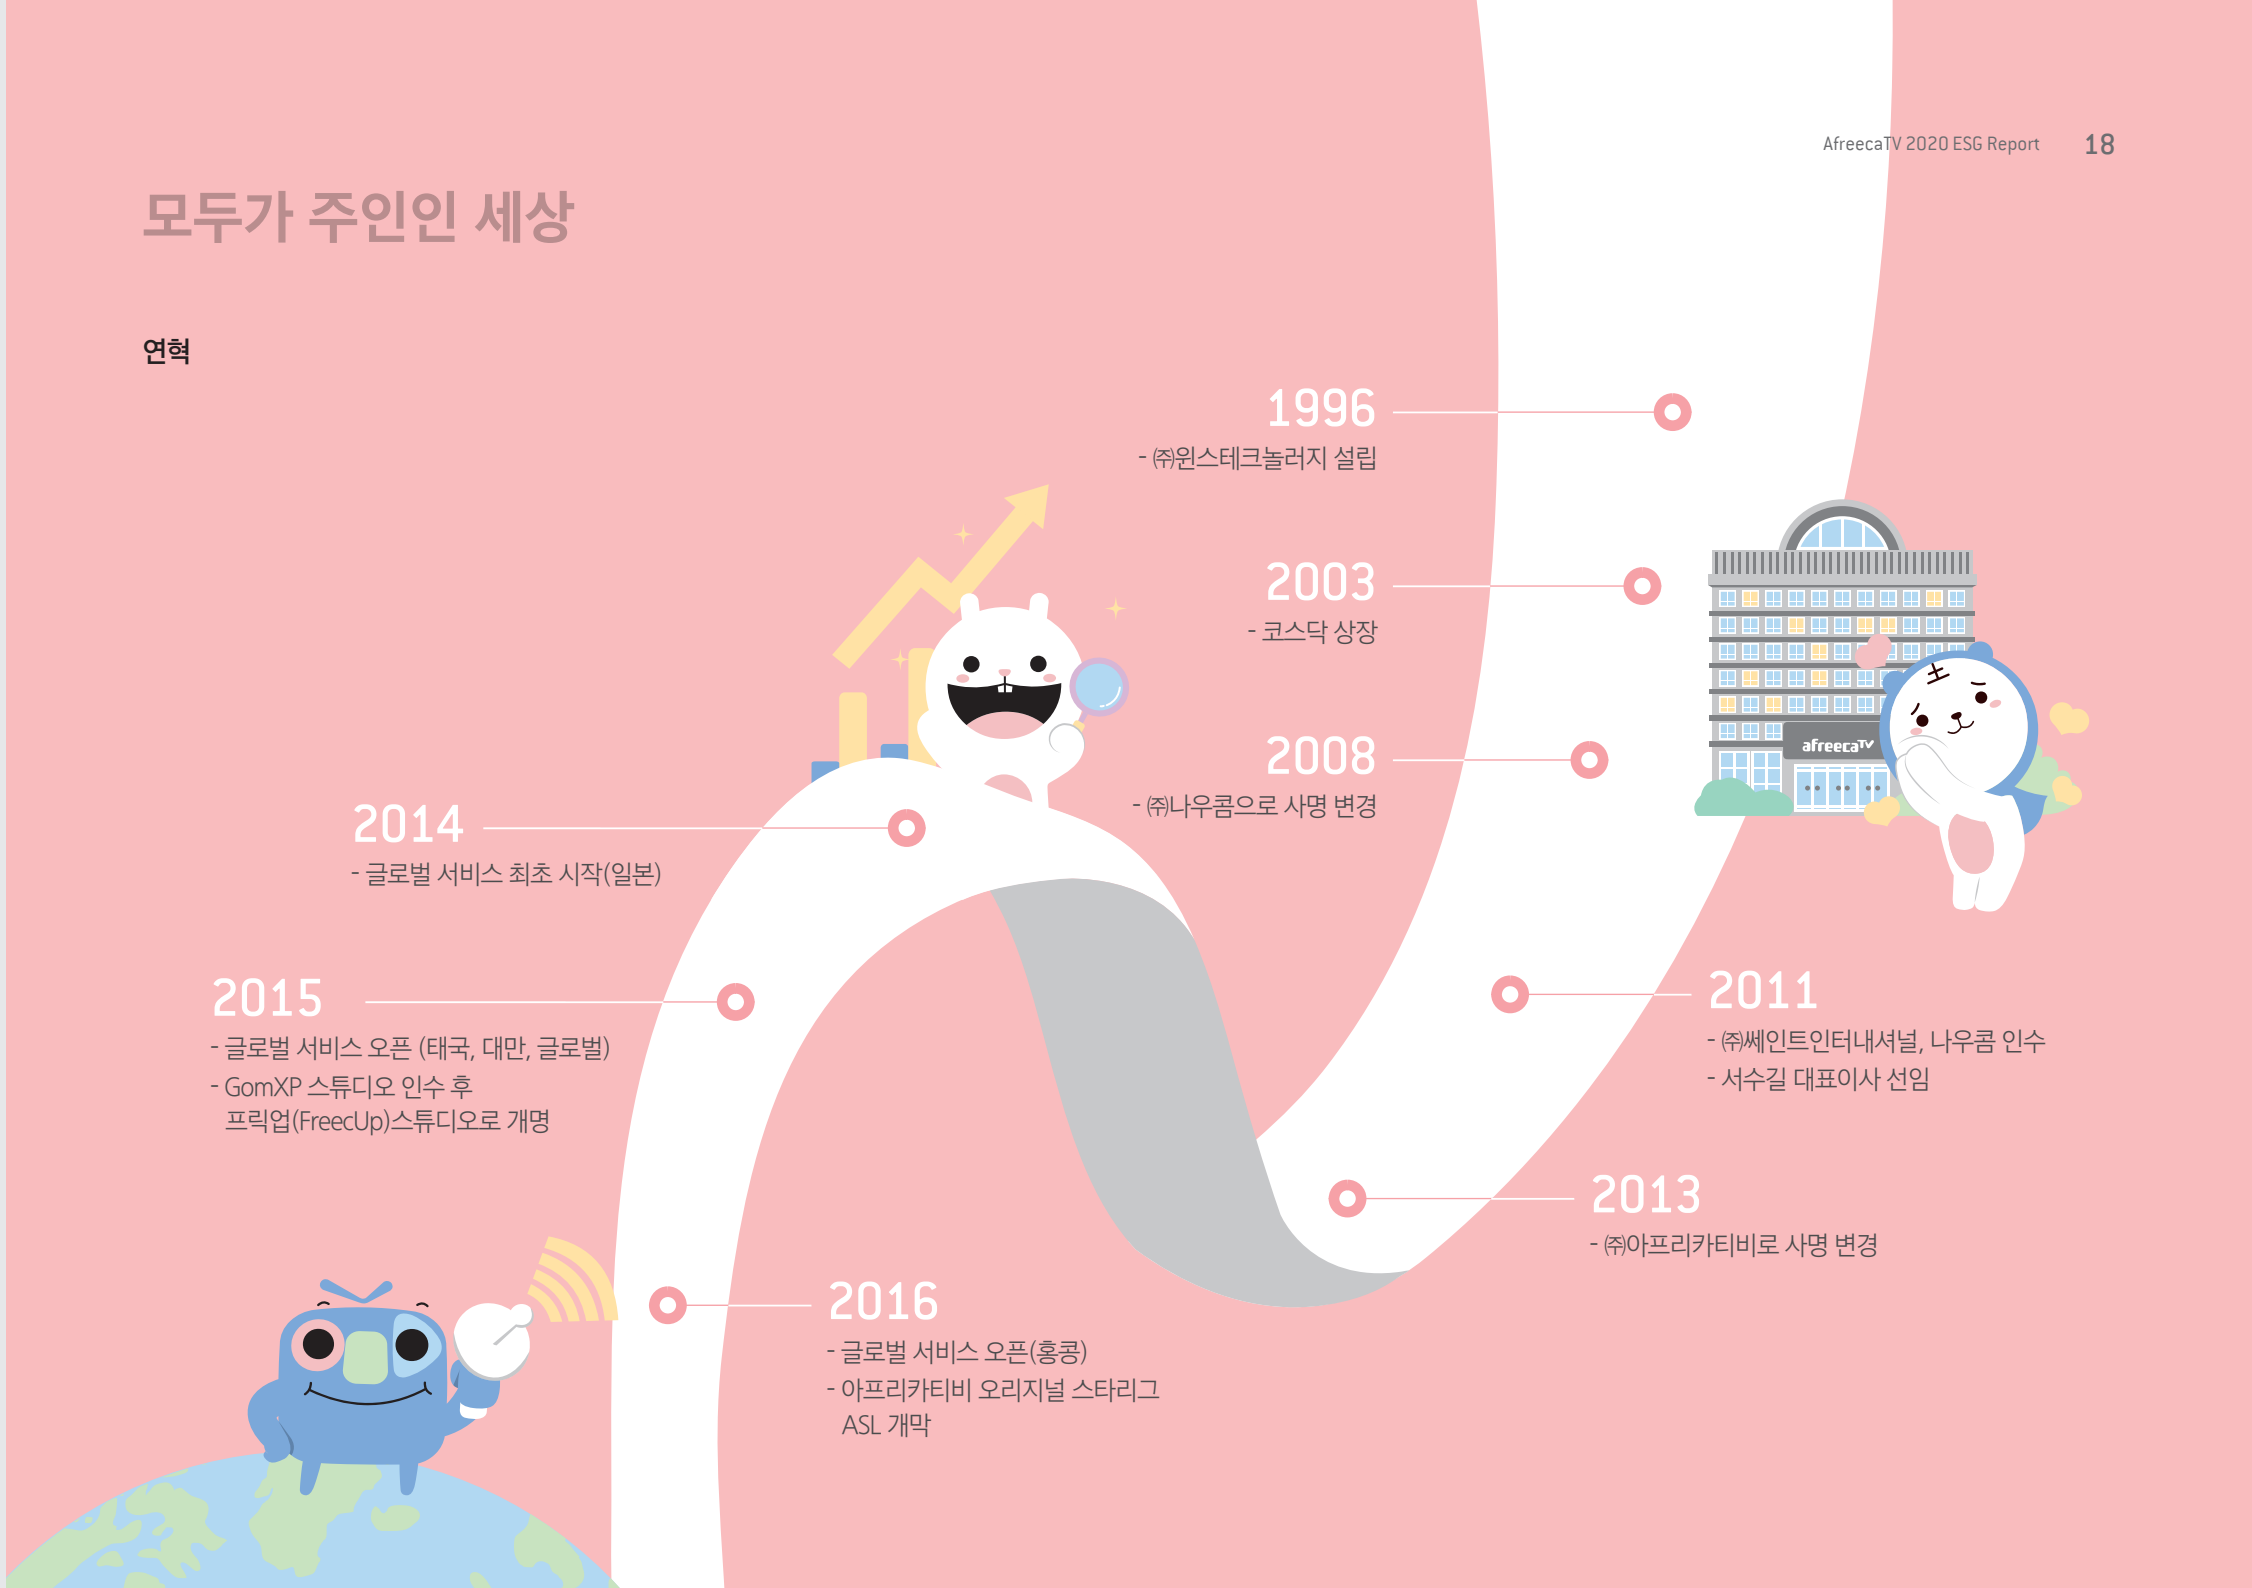 AfreecaTV 2020 ESG Report 18
모두가 주인인 세상
연혁
1996
- ㈜윈스테크놀러지 설립
2003
- 코스닥 상장
2008
- ㈜나우콤으로 사명 변경
afreecaTV
2011
- ㈜쎄인트인터내셔널, 나우콤 인수
- 서수길 대표이사 선임
2013
- ㈜아프리카티비로 사명 변경
2014
- 글로벌 서비스 최초 시작(일본)
2015
- 글로벌 서비스 오픈 (태국, 대만, 글로벌)
- GomXP 스튜디오 인수 후
프릭업(FreecUp)스튜디오로 개명
2016
- 글로벌 서비스 오픈(홍콩)
- 아프리카티비 오리지널 스타리그
ASL 개막